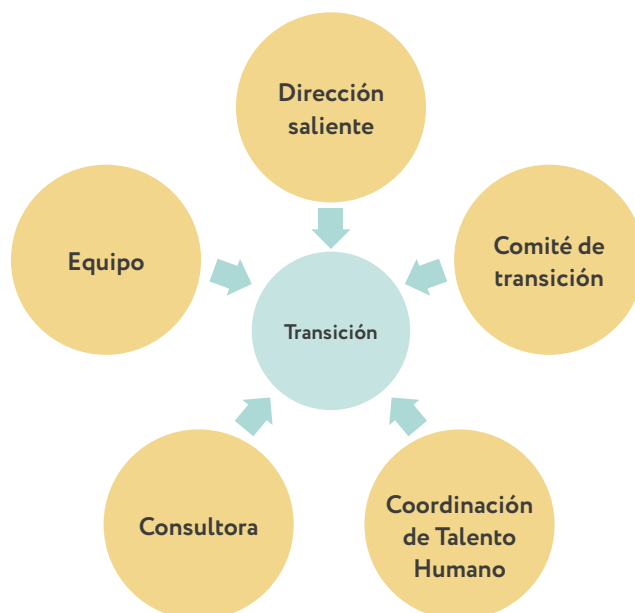 Dirección
saliente
Equipo
Comité de
transición
Transición
Consultora
Coordinación
de Talento
Humano